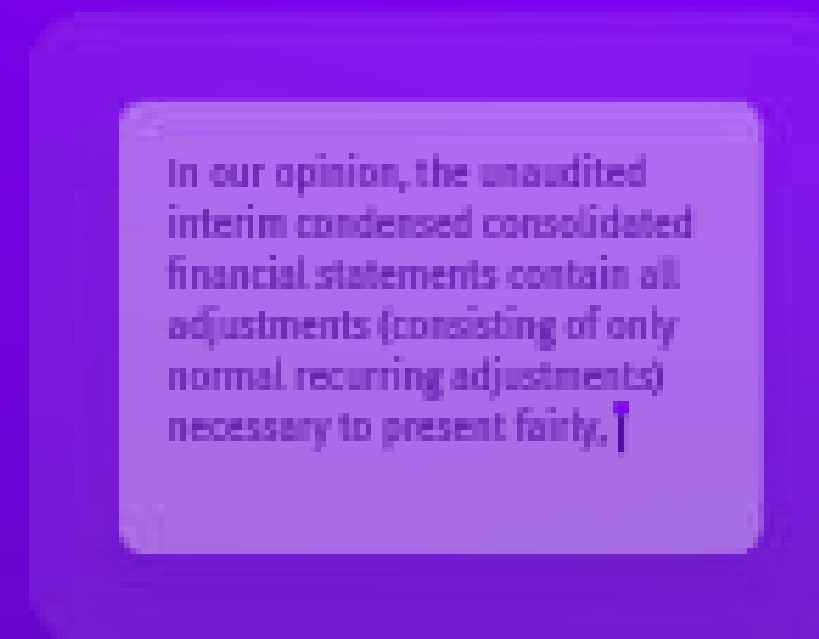 In our opinion, the unaudited
interim condensed consolidated
financial statements contain all
adjustments (consisting of only
normal recurring adjustments)
necessary to present fairly,